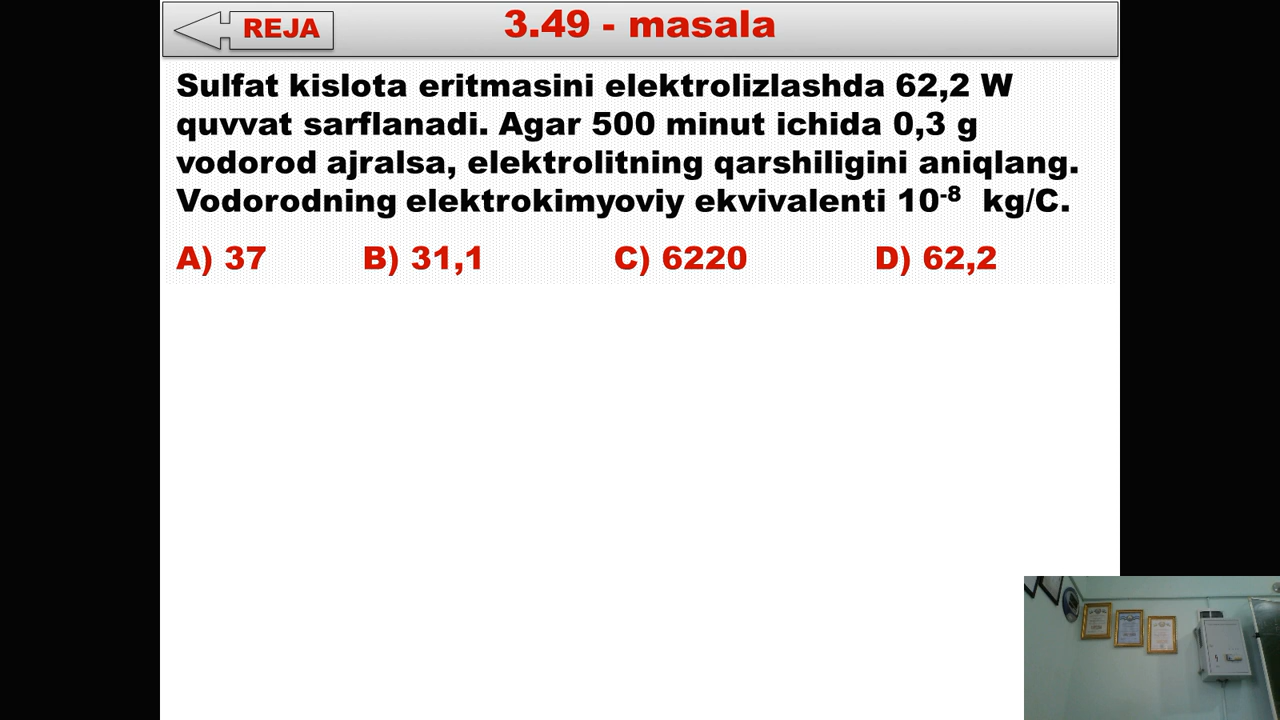 REJA
3.49 - masala
Sulfat kislota eritmasini elektrolizlashda 62,2 W
quvvat sarflanadi. Agar 500 minut ichida 0,3 g
vodorod ajralsa, elektrolitning qarshiligini aniqlang.
Vodorodning elektrokimyoviy ekvivalenti 10⁻⁸ kg/C.
A) 37 B) 31,1 C) 6220 D) 62,2